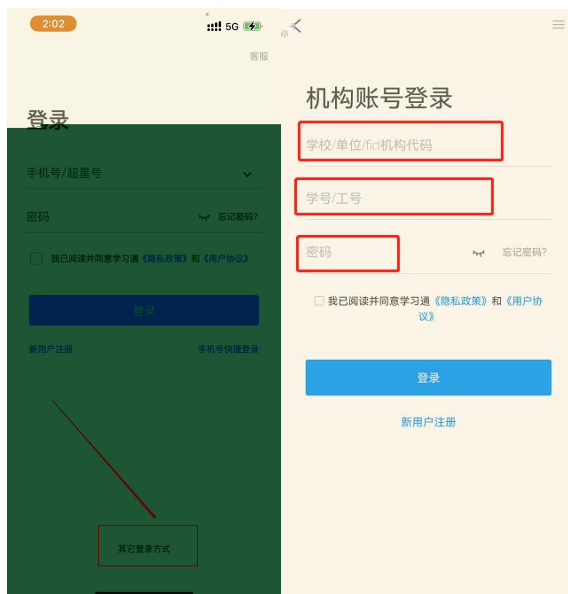 2:02
5G
客服
登录
手机号/超星号
密码
忘记密码?
我已阅读并同意学习通《隐私政策》和《用户协议》
登录
新用户注册
手机号快捷登录
其它登录方式
机构账号登录
学校/单位/fid机构代码
学号/工号
密码
忘记密码?
我已阅读并同意学习通《隐私政策》和《用户协
议》
登录
新用户注册